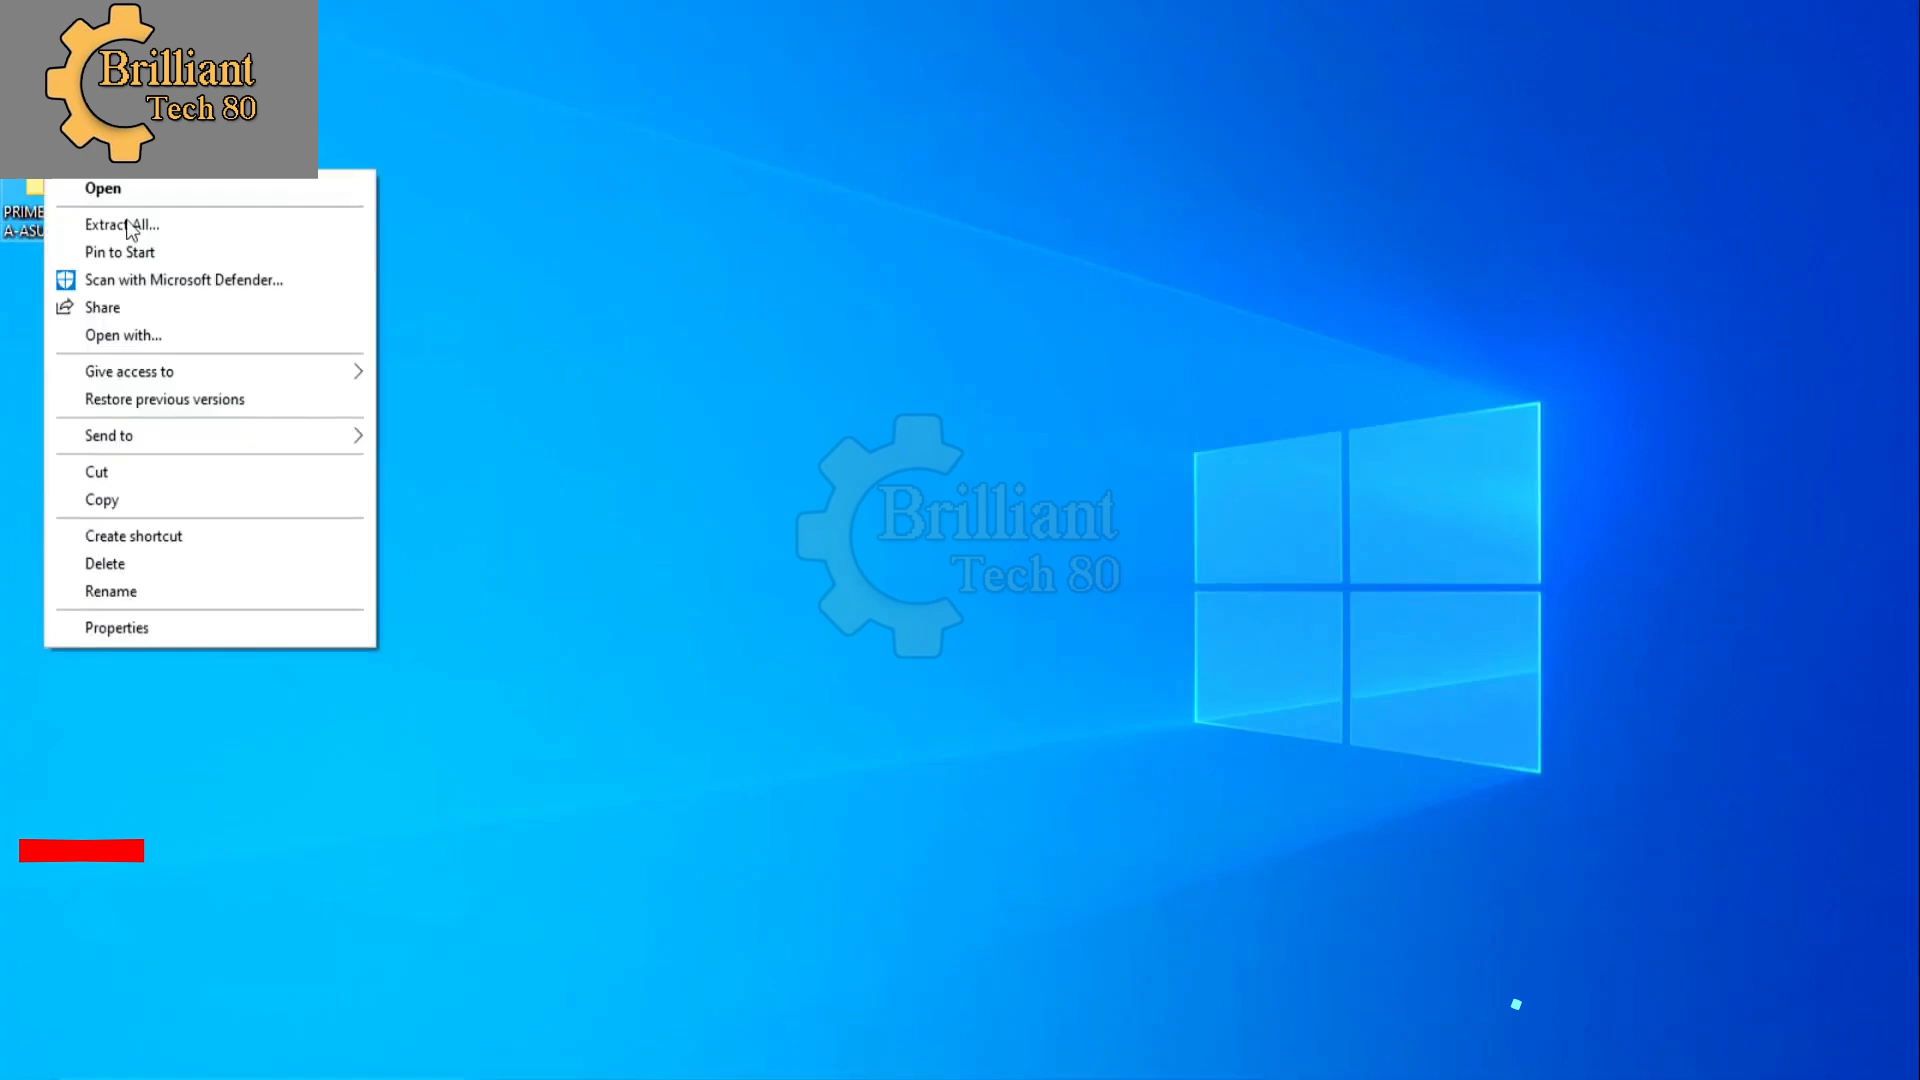 Brilliant
Tech 80
Open
PRIME
A-ASU
Extract All...
Pin to Start
Scan with Microsoft Defender...
Share
Open with...
Give access to
Restore previous versions
Send to
Cut
Copy
Brilliant
Tech 80
Create shortcut
Delete
Rename
Properties